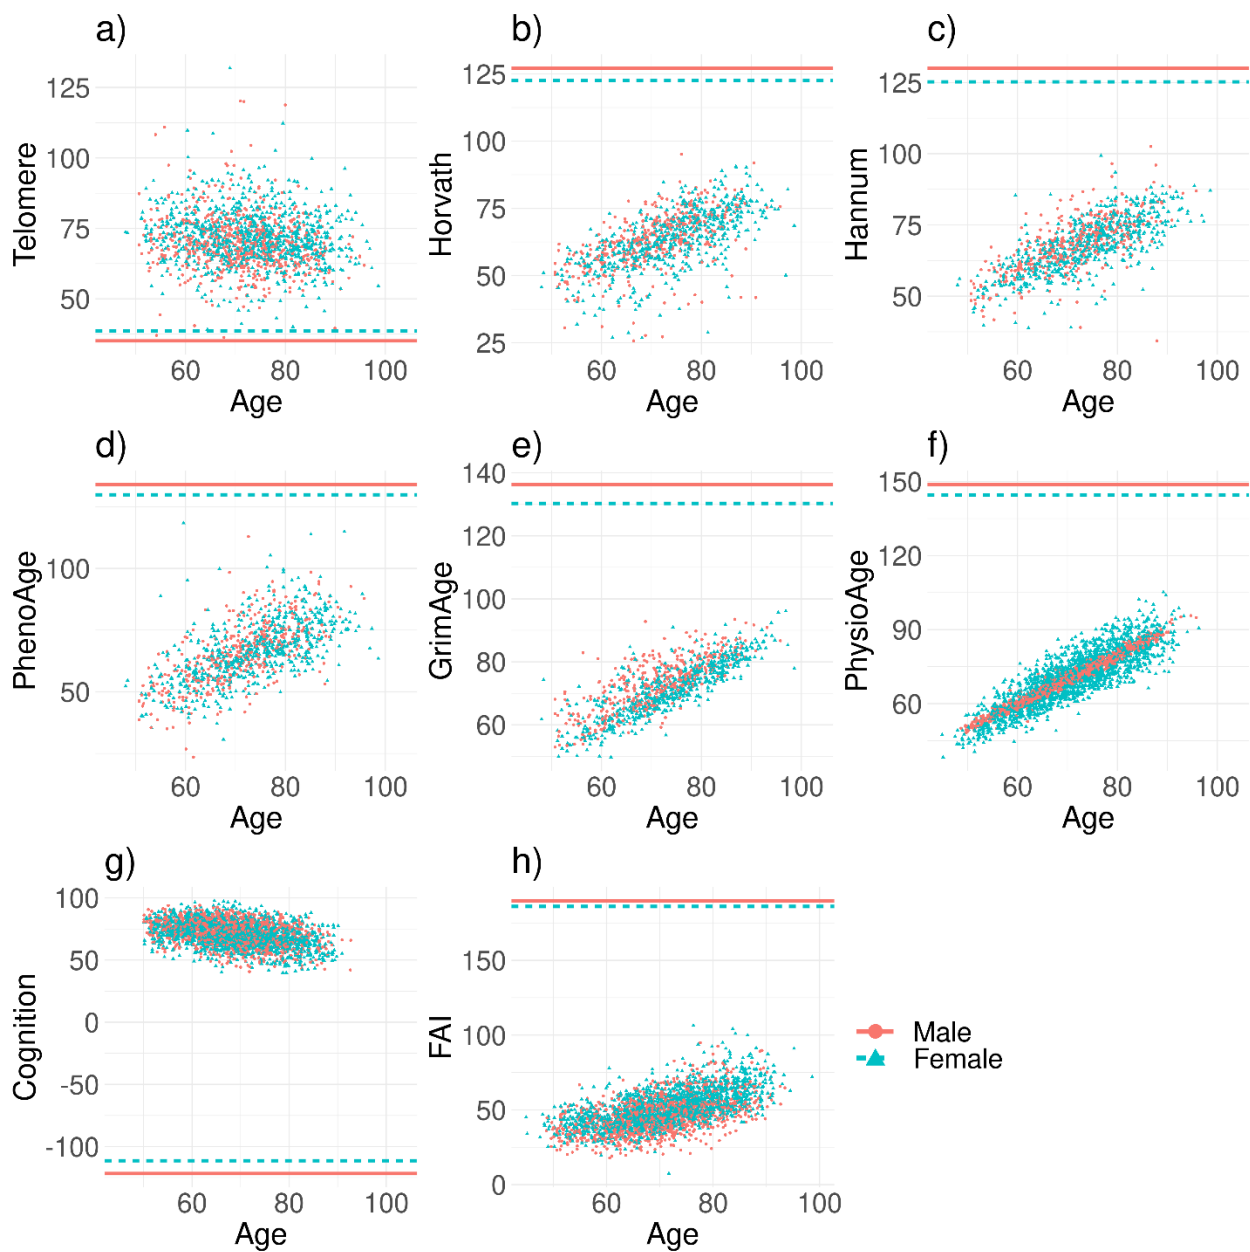 a)
Telomere
125
100
75
50
60 80 100
Age
b)
Horvath
125
100
75
50
25
60 80 100
Age
c)
Hannum
125
100
75
50
60 80 100
Age
d)
PhenoAge
100
50
60 80 100
Age
e)
GrimAge
140
120
100
80
60
60 80 100
Age
f)
PhysioAge
150
120
90
60
60 80 100
Age
g)
Cognition
100
50
0
-50
-100
60 80 100
Age
h)
FAI
150
100
50
0
60 80 100
Age
Male
Female